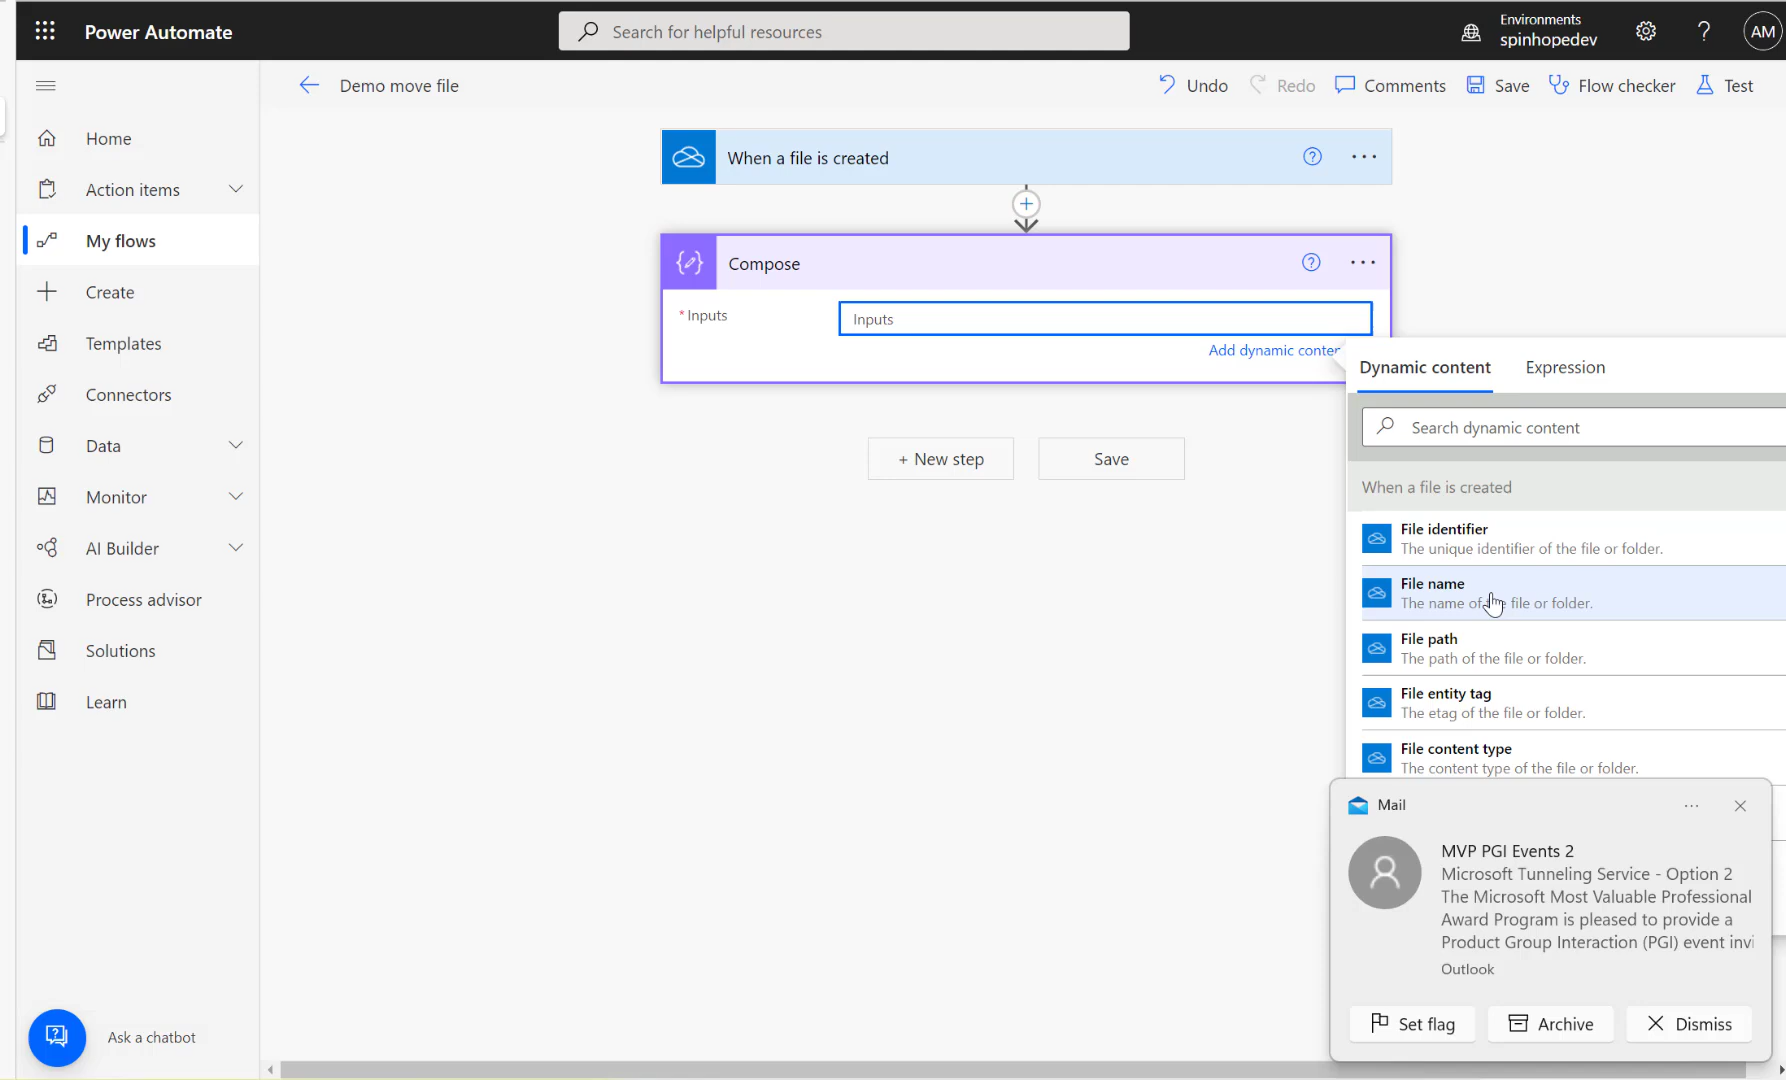 Power Automate
Search for helpful resources
Environments
spinhopedev
?
AM
Demo move file
Undo
Redo
Comments
Save
Flow checker
Test
Home
Action items
My flows
Create
Templates
Connectors
Data
Monitor
AI Builder
Process advisor
Solutions
Learn
Ask a chatbot
When a file is created
?
...
Compose
?
...
* Inputs
Inputs
Add dynamic conten
+ New step
Save
Dynamic content
Expression
Search dynamic content
When a file is created
File identifier
The unique identifier of the file or folder.
File name
The name of the file or folder.
File path
The path of the file or folder.
File entity tag
The etag of the file or folder.
File content type
The content type of the file or folder.
Mail
...
MVP PGI Events 2
Microsoft Tunneling Service - Option 2
The Microsoft Most Valuable Professional
Award Program is pleased to provide a
Product Group Interaction (PGI) event invi
Outlook
Set flag
Archive
Dismiss